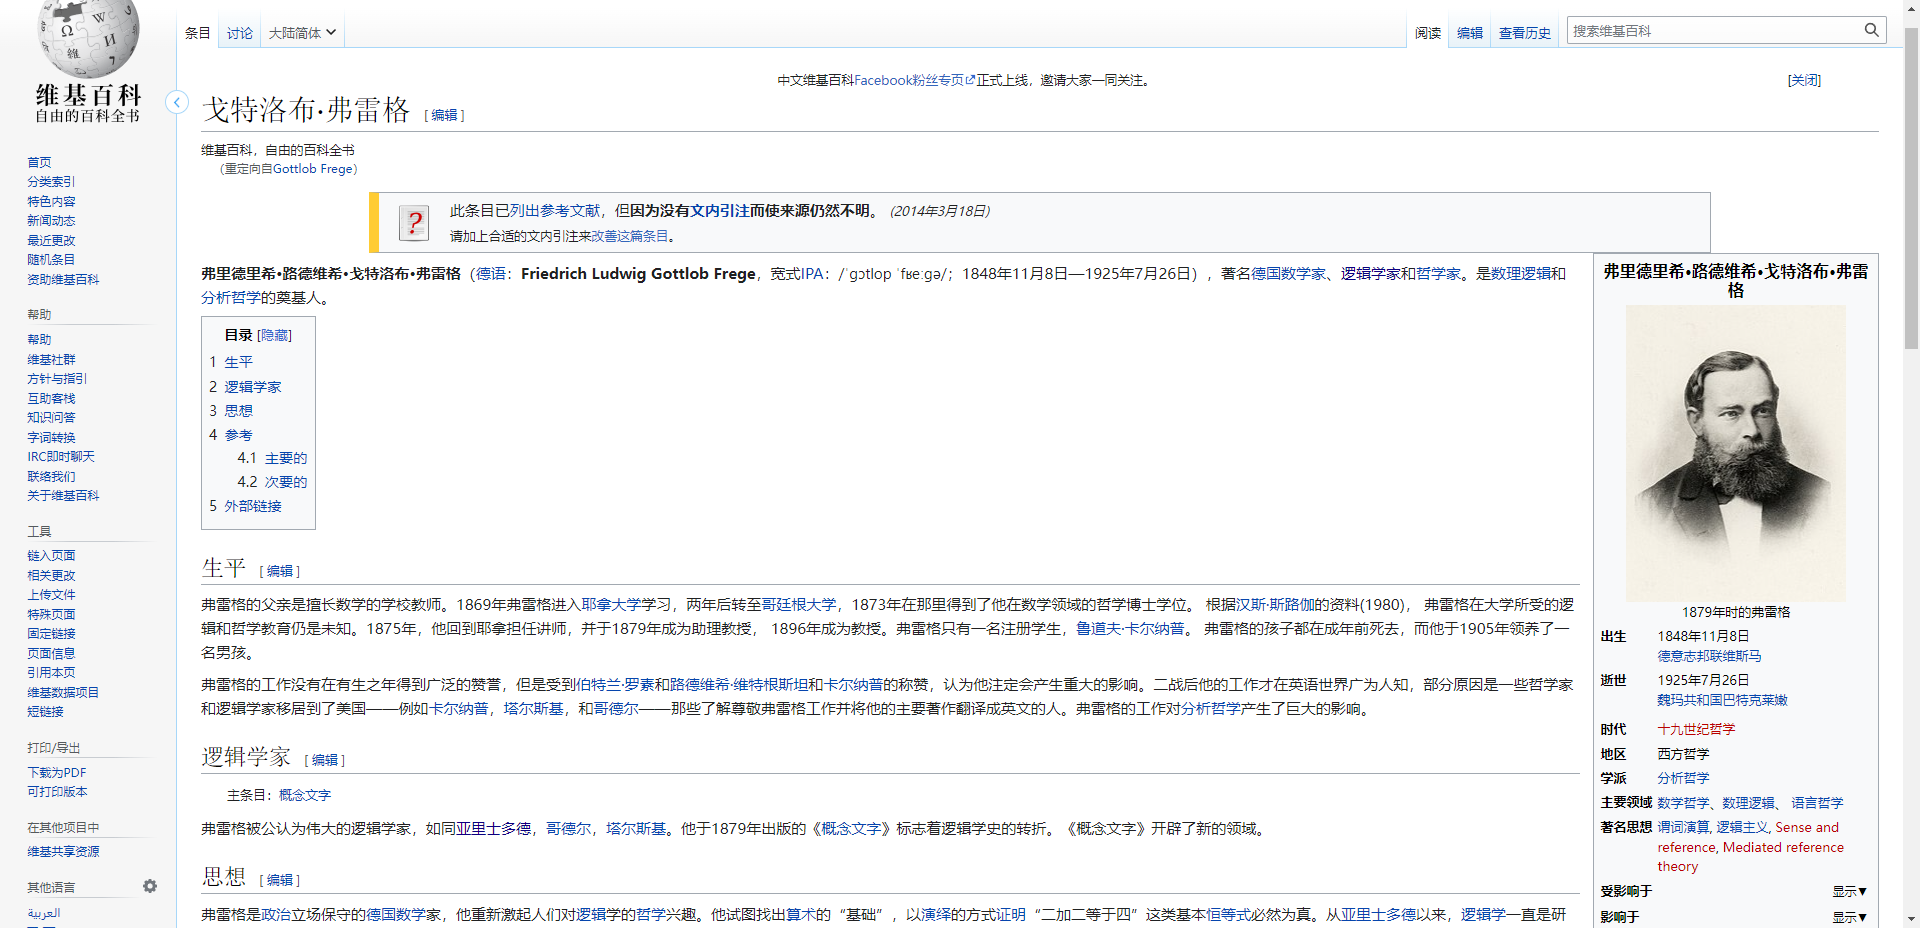 维基百科
自由的百科全书
条目
讨论
大陆简体
阅读
编辑
查看历史
搜索维基百科
中文维基百科Facebook粉丝专页正式上线，邀请大家一同关注。
[关闭]
戈特洛布·弗雷格 [ 编辑 ]
维基百科，自由的百科全书
（重定向自Gottlob Frege）
此条目已列出参考文献，但因为没有文内引注而使来源仍然不明。 (2014年3月18日)
请加上合适的文内引注来改善这篇条目。
弗里德里希·路德维希·戈特洛布·弗雷格（德语：Friedrich Ludwig Gottlob Frege，宽式IPA：/ˈɡɔtlop ˈfʁeːɡə/；1848年11月8日—1925年7月26日），著名德国数学家、逻辑学家和哲学家。是数理逻辑和
分析哲学的奠基人。
目录 [隐藏]
1 生平
2 逻辑学家
3 思想
4 参考
4.1 主要的
4.2 次要的
5 外部链接
生平 [ 编辑 ]
弗雷格的父亲是擅长数学的学校教师。1869年弗雷格进入耶拿大学学习，两年后转至哥廷根大学，1873年在那里得到了他在数学领域的哲学博士学位。 根据汉斯·斯路伽的资料(1980)， 弗雷格在大学所受的逻
辑和哲学教育仍是未知。1875年，他回到耶拿担任讲师，并于1879年成为助理教授， 1896年成为教授。弗雷格只有一名注册学生，鲁道夫·卡尔纳普。 弗雷格的孩子都在成年前死去，而他于1905年领养了一
名男孩。
弗雷格的工作没有在有生之年得到广泛的赞誉，但是受到伯特兰·罗素和路德维希·维特根斯坦和卡尔纳普的称赞，认为他注定会产生重大的影响。二战后他的工作才在英语世界广为人知，部分原因是一些哲学家
和逻辑学家移居到了美国——例如卡尔纳普，塔尔斯基，和哥德尔——那些了解尊敬弗雷格工作并将他的主要著作翻译成英文的人。弗雷格的工作对分析哲学产生了巨大的影响。
逻辑学家 [ 编辑 ]
主条目：概念文字
弗雷格被公认为伟大的逻辑学家，如同亚里士多德，哥德尔，塔尔斯基。他于1879年出版的《概念文字》标志着逻辑学史的转折。《概念文字》开辟了新的领域。
思想 [ 编辑 ]
弗雷格是政治立场保守的德国数学家，他重新激起人们对逻辑学的哲学兴趣。他试图找出算术的“基础”，以演绎的方式证明“二加二等于四”这类基本恒等式必然为真。从亚里士多德以来，逻辑学一直是研
弗里德里希·路德维希·戈特洛布·弗雷
格
1879年时的弗雷格
出生 1848年11月8日
德意志邦联维斯马
逝世 1925年7月26日
魏玛共和国巴特克莱嫩
时代 十九世纪哲学
地区 西方哲学
学派 分析哲学
主要领域 数学哲学、数理逻辑、 语言哲学
著名思想 谓词演算, 逻辑主义, Sense and
reference, Mediated reference
theory
受影响于 显示▼
影响于 显示▼
首页
分类索引
特色内容
新闻动态
最近更改
随机条目
资助维基百科
帮助
帮助
维基社群
方针与指引
互助客栈
知识问答
字词转换
IRC即时聊天
联络我们
关于维基百科
工具
链入页面
相关更改
上传文件
特殊页面
固定链接
页面信息
引用本页
维基数据项目
短链接
打印/导出
下载为PDF
可打印版本
在其他项目中
维基共享资源
其他语言
العربية